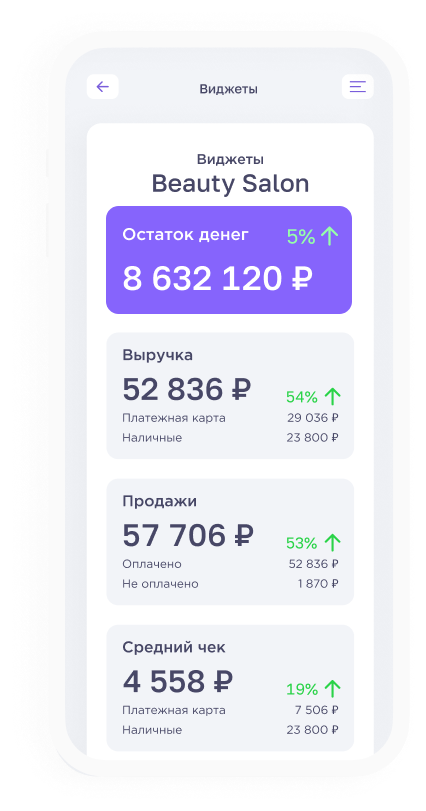 Виджеты
Виджеты
Beauty Salon
Остаток денег 5%
8 632 120 ₽
Выручка
52 836 ₽ 54%
Платежная карта 29 036 ₽
Наличные 23 800 ₽
Продажи
57 706 ₽ 53%
Оплачено 52 836 ₽
Не оплачено 1 870 ₽
Средний чек
4 558 ₽ 19%
Платежная карта 7 506 ₽
Наличные 23 800 ₽